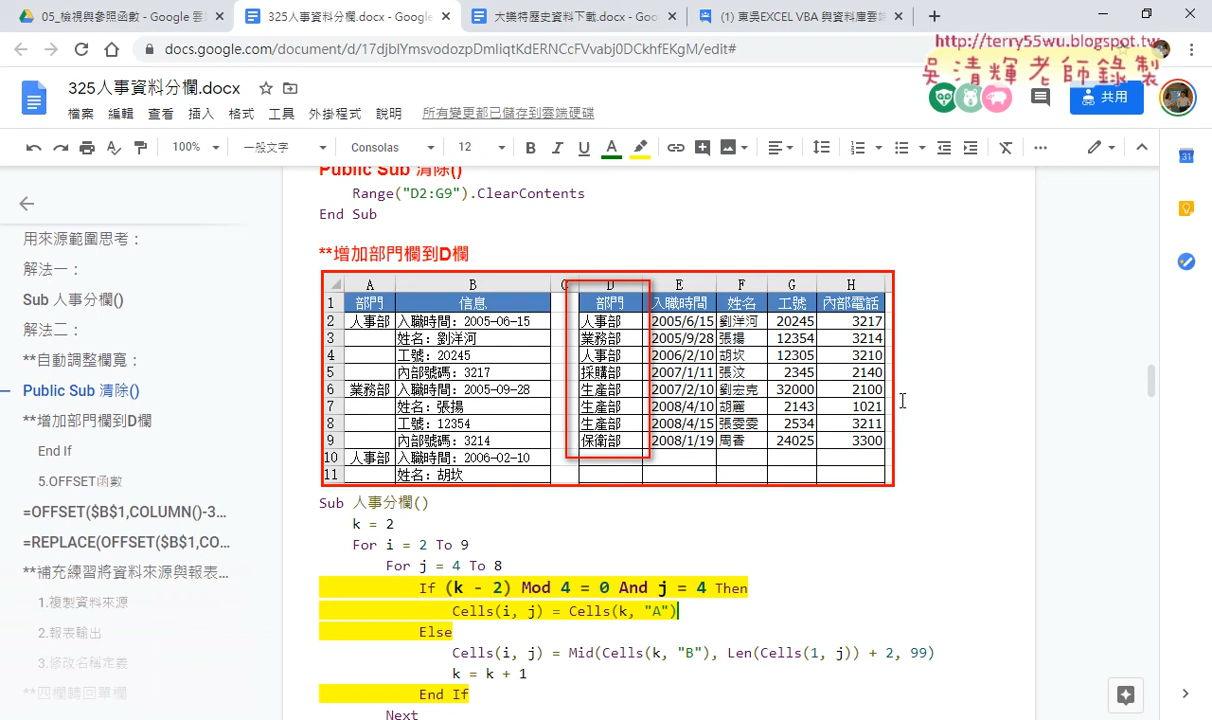 05_檢視與參照函數 - Google 雲
325人事資料分欄.docx - Google
大樂特歷史資料下載.docx - Goo
(1) 東吳EXCEL VBA 與資料庫雲端
docs.google.com/document/d/17djbIYmsvodozpDmIiqtKdERNCcFVvabj0DCkhfEKgM/edit#
http://terry55wu.blogspot.tw
吳清輝老師錄製
325人事資料分欄.docx
檔案 編輯 查看 插入 格式 工具 外掛程式 說明 所有變更都已儲存到雲端硬碟
共用
100% 一般文字 Consolas 12 B I U A
31
用來源範圍思考：
解法一：
Sub 人事分欄()
解法二：
**自動調整欄寬：
Public Sub 清除()
**增加部門欄到D欄
End If
5.OFFSET函數
=OFFSET($B$1,COLUMN()-3...
=REPLACE(OFFSET($B$1,CO...
**補充練習將資料來源與報表...
1.複製資料來源
2.報表輸出
3.修改名稱定義
**四欄轉回單欄
Public Sub 清除()
Range("D2:G9").ClearContents
End Sub
**增加部門欄到D欄
A B C D E F G H
1 部門 信息 部門 入職時間 姓名 工號 內部電話
2 人事部 入職時間：2005-06-15 人事部 2005/6/15 劉洋河 20245 3217
3 姓名：劉洋河 業務部 2005/9/28 張揚 12354 3214
4 工號：20245 人事部 2006/2/10 胡坎 12305 3210
5 內部號碼：3217 採購部 2007/1/11 張汶 2345 2140
6 業務部 入職時間：2005-09-28 生產部 2007/2/10 劉宏克 32000 2100
7 姓名：張揚 生產部 2008/4/10 胡麗 2143 1021
8 工號：12354 生產部 2008/4/15 張雯雯 2534 3211
9 內部號碼：3214 保衛部 2008/1/19 周香 24025 3300
10 人事部 入職時間：2006-02-10
11 姓名：胡坎
Sub 人事分欄()
k = 2
For i = 2 To 9
For j = 4 To 8
If (k - 2) Mod 4 = 0 And j = 4 Then
Cells(i, j) = Cells(k, "A")
Else
Cells(i, j) = Mid(Cells(k, "B"), Len(Cells(1, j)) + 2, 99)
k = k + 1
End If
Next